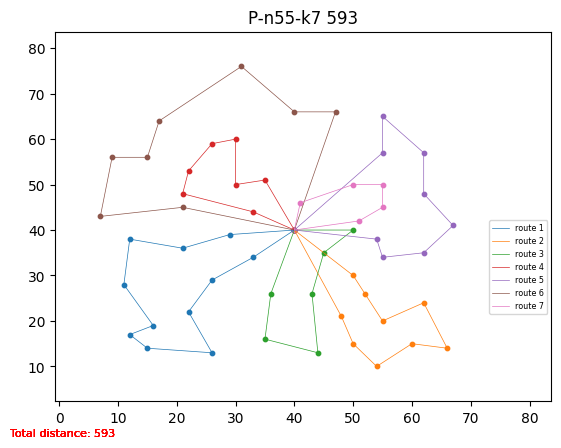 P-n55-k7 593
80
70
60
50
40
30
20
10
0 10 20 30 40 50 60 70 80
route 1
route 2
route 3
route 4
route 5
route 6
route 7
Total distance: 593